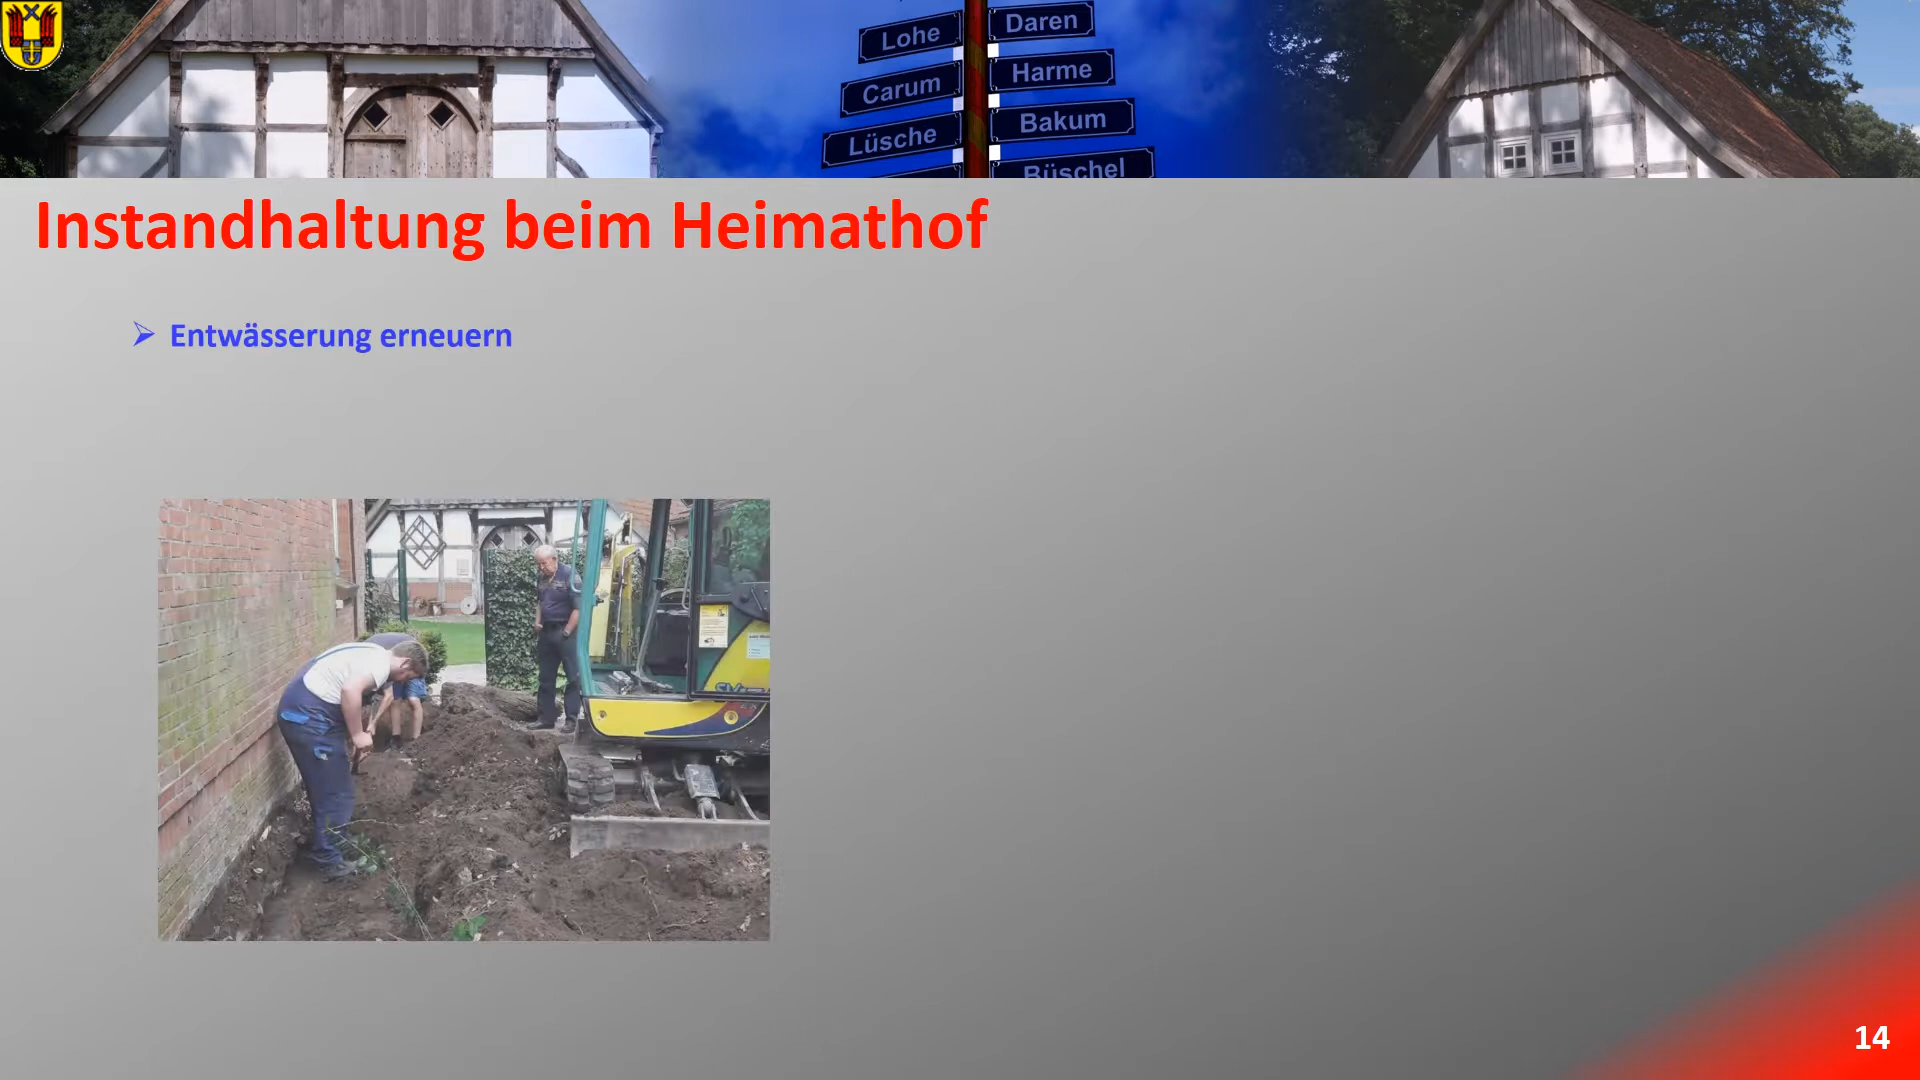 Lohe
Daren
Carum
Harme
Lüsche
Bakum
Büschel
Instandhaltung beim Heimathof
Entwässerung erneuern
14